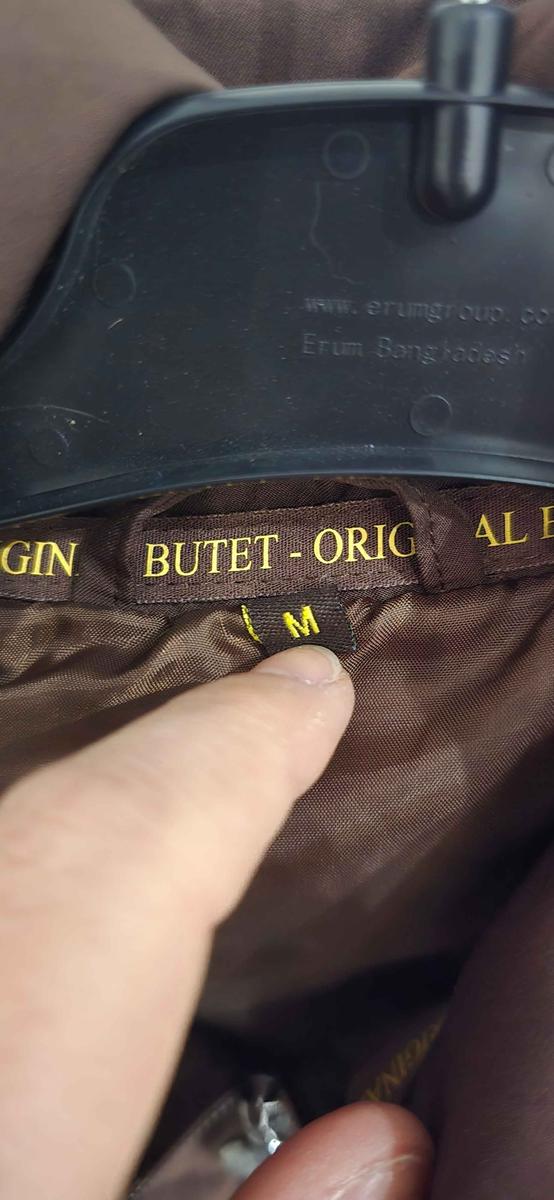 www.erumgroup.co
Erum Bangladesh
GIN BUTET - ORIG AL E
M